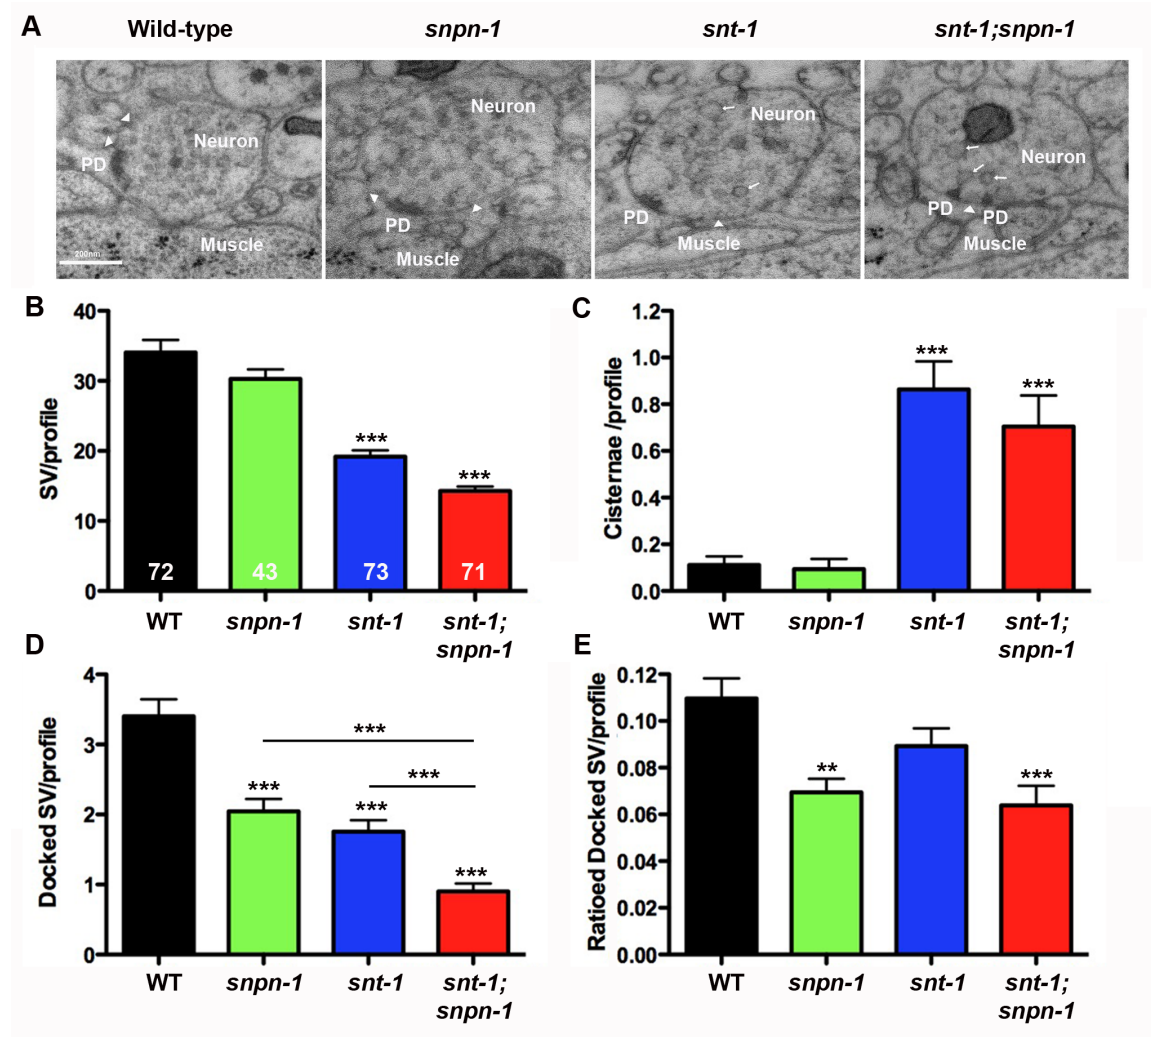 A
Wild-type
snpn-1
snt-1
snt-1;snpn-1
Neuron
PD
Muscle
200nm
Neuron
PD
Muscle
Neuron
PD
Muscle
Neuron
PD
PD
Muscle
B
SV/profile
40
30
20
10
0
***
***
72
43
73
71
WT
snpn-1
snt-1
snt-1;
snpn-1
C
Cisternae /profile
1.2
1.0
0.8
0.6
0.4
0.2
0.0
***
***
WT
snpn-1
snt-1
snt-1;
snpn-1
D
Docked SV/profile
4
3
2
1
0
***
***
***
***
***
WT
snpn-1
snt-1
snt-1;
snpn-1
E
Ratioed Docked SV/profile
0.12
0.10
0.08
0.06
0.04
0.02
0.00
**
***
WT
snpn-1
snt-1
snt-1;
snpn-1